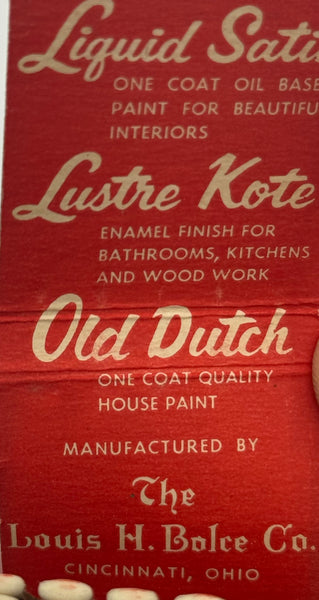 Liquid Sati
ONE COAT OIL BASE
PAINT FOR BEAUTIFU
INTERIORS
Lustre Kote
ENAMEL FINISH FOR
BATHROOMS, KITCHENS
AND WOOD WORK
Old Dutch
ONE COAT QUALITY
HOUSE PAINT
MANUFACTURED BY
The
Louis H. Bolce Co.
CINCINNATI, OHIO